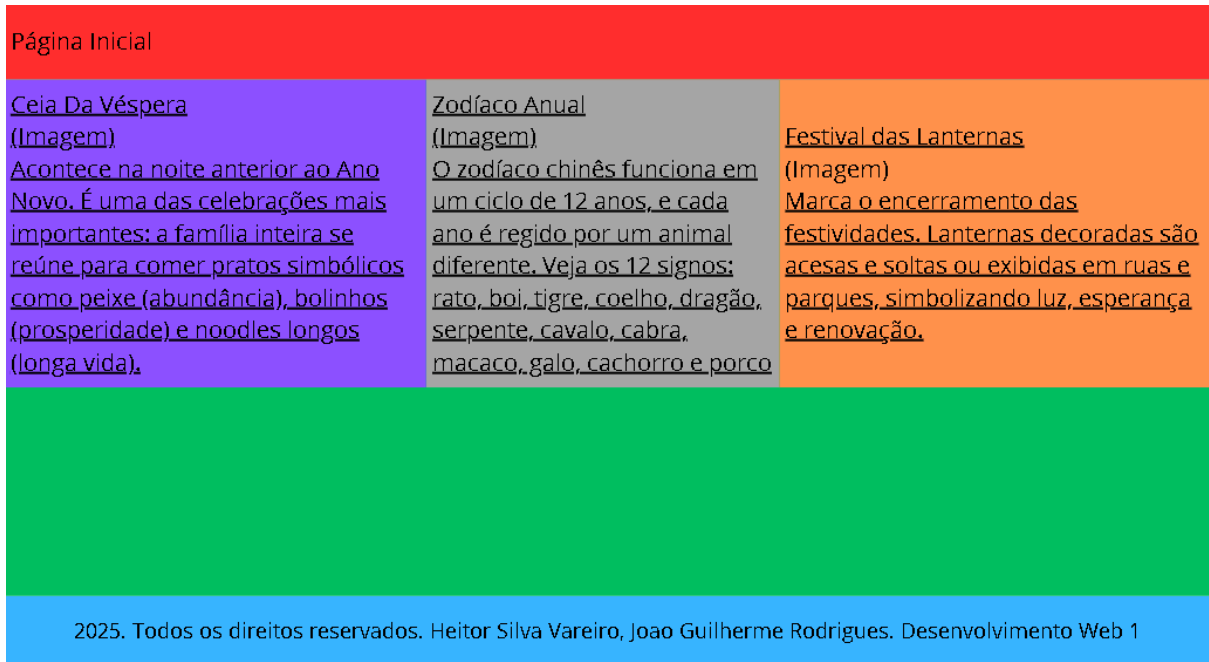 Página Inicial
Ceia Da Véspera
(Imagem)
Acontece na noite anterior ao Ano
Novo. É uma das celebrações mais
importantes: a família inteira se
reúne para comer pratos simbólicos
como peixe (abundância), bolinhos
(prosperidade) e noodles longos
(longa vida).
Zodíaco Anual
(Imagem)
O zodíaco chinês funciona em
um ciclo de 12 anos, e cada
ano é regido por um animal
diferente. Veja os 12 signos:
rato, boi, tigre, coelho, dragão,
serpente, cavalo, cabra,
macaco, galo, cachorro e porco
Festival das Lanternas
(Imagem)
Marca o encerramento das
festividades. Lanternas decoradas são
acesas e soltas ou exibidas em ruas e
parques, simbolizando luz, esperança
e renovação.
2025. Todos os direitos reservados. Heitor Silva Vareiro, Joao Guilherme Rodrigues. Desenvolvimento Web 1